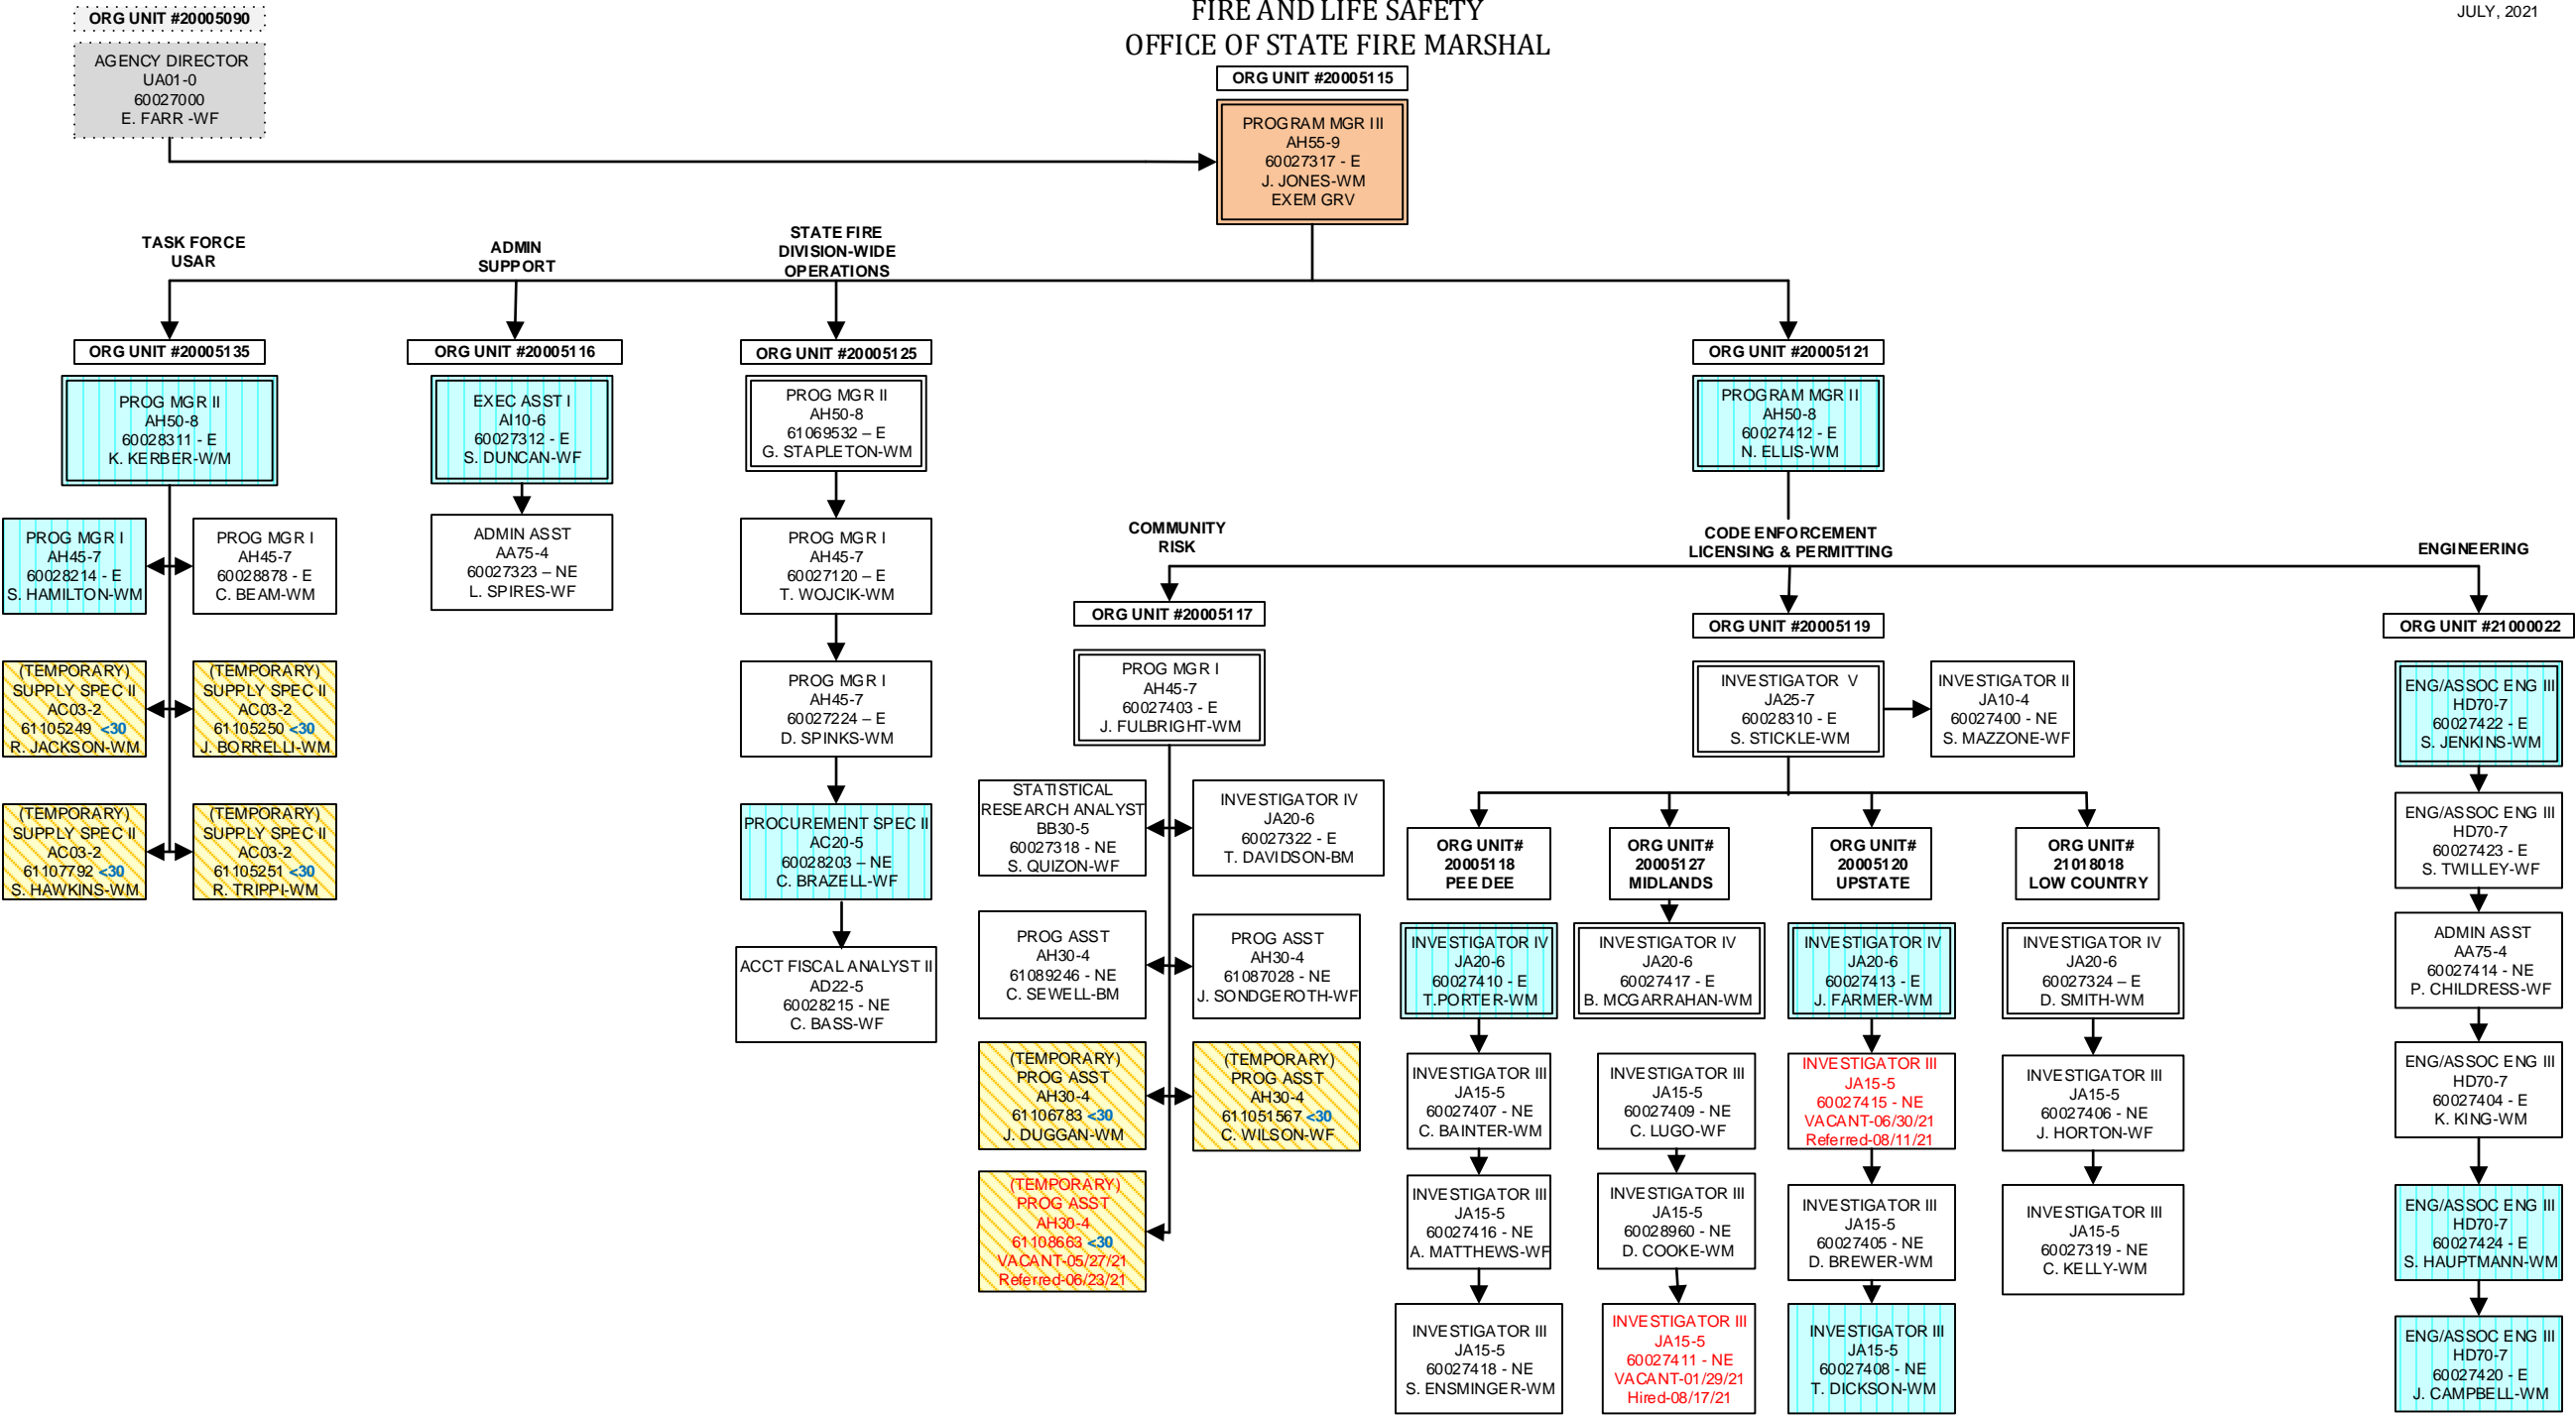 ORG UNIT #20005090
AGENCY DIRECTOR
UA01-0
60027000
E. FARR -WF
FIRE AND LIFE SAFETY
OFFICE OF STATE FIRE MARSHAL
JULY, 2021
ORG UNIT #20005115
PROGRAM MGR III
AH55-9
60027317 - E
J. JONES-WM
EXEM GRV
TASK FORCE
USAR
ADMIN
SUPPORT
STATE FIRE
DIVISION-WIDE
OPERATIONS
ORG UNIT #20005135
PROG MGR II
AH50-8
60028311 - E
K. KERBER-W/M
PROG MGR I
AH45-7
60028214 - E
S. HAMILTON-WM
PROG MGR I
AH45-7
60028878 - E
C. BEAM-WM
(TEMPORARY)
SUPPLY SPEC II
AC03-2
61105249 <30
R. JACKSON-WM
(TEMPORARY)
SUPPLY SPEC II
AC03-2
61105250 <30
J. BORRELLI-WM
(TEMPORARY)
SUPPLY SPEC II
AC03-2
61107792 <30
S. HAWKINS-WM
(TEMPORARY)
SUPPLY SPEC II
AC03-2
61105251 <30
R. TRIPPI-WM
ORG UNIT #20005116
EXEC ASST I
AI10-6
60027312 - E
S. DUNCAN-WF
ADMIN ASST
AA75-4
60027323 – NE
L. SPIRES-WF
ORG UNIT #20005125
PROG MGR II
AH50-8
61069532 – E
G. STAPLETON-WM
PROG MGR I
AH45-7
60027120 – E
T. WOJCIK-WM
PROG MGR I
AH45-7
60027224 – E
D. SPINKS-WM
PROCUREMENT SPEC II
AC20-5
60028203 – NE
C. BRAZELL-WF
ACCT FISCAL ANALYST II
AD22-5
60028215 - NE
C. BASS-WF
ORG UNIT #20005121
PROGRAM MGR II
AH50-8
60027412 - E
N. ELLIS-WM
COMMUNITY
RISK
CODE ENFORCEMENT
LICENSING & PERMITTING
ENGINEERING
ORG UNIT #20005117
PROG MGR I
AH45-7
60027403 - E
J. FULBRIGHT-WM
STATISTICAL
RESEARCH ANALYST
BB30-5
60027318 - NE
S. QUIZON-WF
INVESTIGATOR IV
JA20-6
60027322 - E
T. DAVIDSON-BM
PROG ASST
AH30-4
61089246 - NE
C. SEWELL-BM
PROG ASST
AH30-4
61087028 - NE
J. SONDGEROTH-WF
(TEMPORARY)
PROG ASST
AH30-4
61106783 <30
J. DUGGAN-WM
(TEMPORARY)
PROG ASST
AH30-4
611051567 <30
C. WILSON-WF
(TEMPORARY)
PROG ASST
AH30-4
61108663 <30
VACANT-05/27/21
Referred-06/23/21
ORG UNIT #20005119
INVESTIGATOR V
JA25-7
60028310 - E
S. STICKLE-WM
INVESTIGATOR II
JA10-4
60027400 - NE
S. MAZZONE-WF
ORG UNIT#
20005118
PEE DEE
INVESTIGATOR IV
JA20-6
60027410 - E
T.PORTER-WM
INVESTIGATOR III
JA15-5
60027407 - NE
C. BAINTER-WM
INVESTIGATOR III
JA15-5
60027416 - NE
A. MATTHEWS-WF
INVESTIGATOR III
JA15-5
60027418 - NE
S. ENSMINGER-WM
ORG UNIT#
20005127
MIDLANDS
INVESTIGATOR IV
JA20-6
60027417 - E
B. MCGARRAHAN-WM
INVESTIGATOR III
JA15-5
60027409 - NE
C. LUGO-WF
INVESTIGATOR III
JA15-5
60028960 - NE
D. COOKE-WM
INVESTIGATOR III
JA15-5
60027411 - NE
VACANT-01/29/21
Hired-08/17/21
ORG UNIT#
20005120
UPSTATE
INVESTIGATOR IV
JA20-6
60027413 - E
J. FARMER-WM
INVESTIGATOR III
JA15-5
60027415 - NE
VACANT-06/30/21
Referred-08/11/21
INVESTIGATOR III
JA15-5
60027405 - NE
D. BREWER-WM
INVESTIGATOR III
JA15-5
60027408 - NE
T. DICKSON-WM
ORG UNIT#
21018018
LOW COUNTRY
INVESTIGATOR IV
JA20-6
60027324 – E
D. SMITH-WM
INVESTIGATOR III
JA15-5
60027406 - NE
J. HORTON-WF
INVESTIGATOR III
JA15-5
60027319 - NE
C. KELLY-WM
ORG UNIT #21000022
ENG/ASSOC ENG III
HD70-7
60027422 - E
S. JENKINS-WM
ENG/ASSOC ENG III
HD70-7
60027423 - E
S. TWILLEY-WF
ADMIN ASST
AA75-4
60027414 - NE
P. CHILDRESS-WF
ENG/ASSOC ENG III
HD70-7
60027404 - E
K. KING-WM
ENG/ASSOC ENG III
HD70-7
60027424 - E
S. HAUPTMANN-WM
ENG/ASSOC ENG III
HD70-7
60027420 - E
J. CAMPBELL-WM